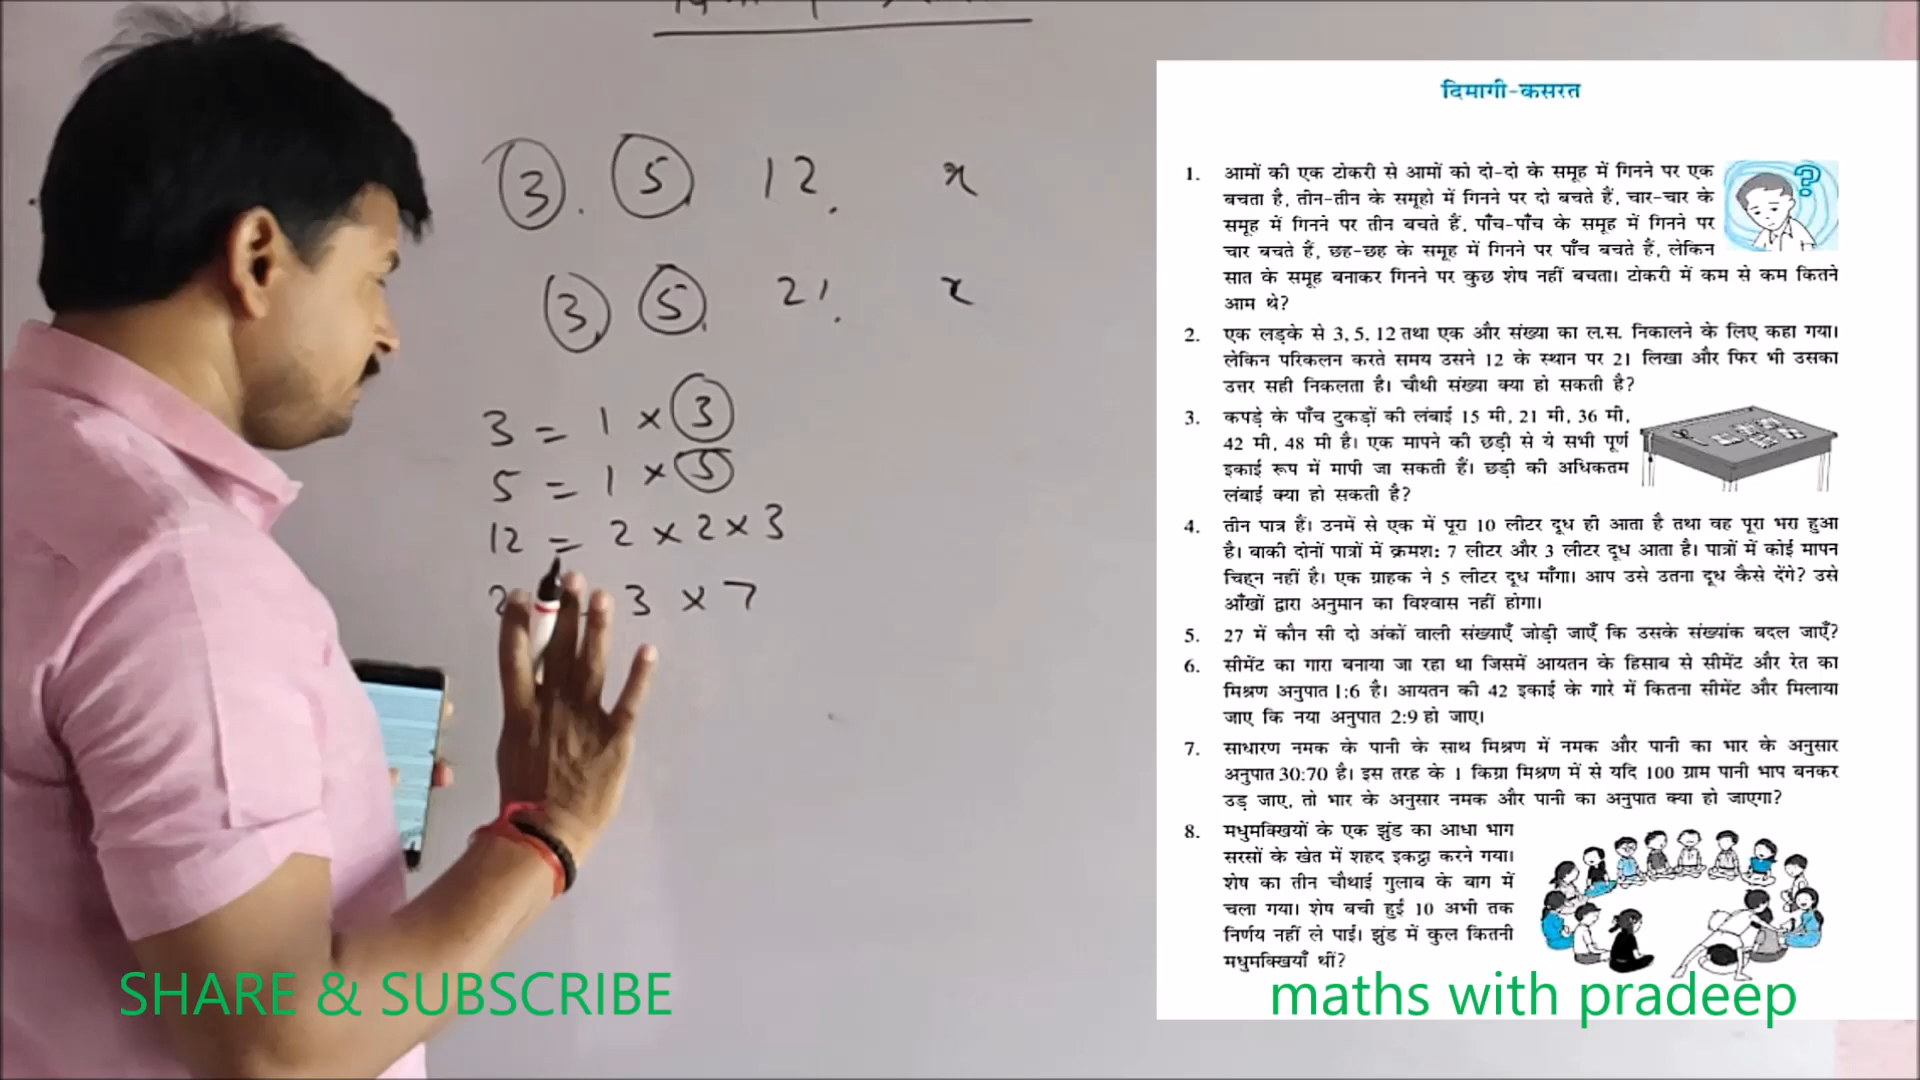 3. 5 12. x
3, 5, 21. x
3 = 1 × 3
5 = 1 × 5
12 = 2 × 2 × 3
2 = 3 × 7
दिमागी-कसरत
1. आमों की एक टोकरी से आमों को दो-दो के समूह में गिनने पर एक
बचता है, तीन-तीन के समूहो में गिनने पर दो बचते हैं, चार-चार के
समूह में गिनने पर तीन बचते हैं, पाँच-पाँच के समूह में गिनने पर
चार बचते हैं, छह-छह के समूह में गिनने पर पाँच बचते हैं, लेकिन
सात के समूह बनाकर गिनने पर कुछ शेष नहीं बचता। टोकरी में कम से कम कितने
आम थे?
2. एक लड़के से 3, 5, 12 तथा एक और संख्या का ल.स. निकालने के लिए कहा गया।
लेकिन परिकलन करते समय उसने 12 के स्थान पर 21 लिखा और फिर भी उसका
उत्तर सही निकलता है। चौथी संख्या क्या हो सकती है?
3. कपड़े के पाँच टुकड़ों की लंबाई 15 मी, 21 मी, 36 मी,
42 मी, 48 मी है। एक मापने की छड़ी से ये सभी पूर्ण
इकाई रूप में मापी जा सकती हैं। छड़ी की अधिकतम
लंबाई क्या हो सकती है?
4. तीन पात्र हैं। उनमें से एक में पूरा 10 लीटर दूध ही आता है तथा वह पूरा भरा हुआ
है। बाकी दोनों पात्रों में क्रमश: 7 लीटर और 3 लीटर दूध आता है। पात्रों में कोई मापन
चिह्न नहीं है। एक ग्राहक ने 5 लीटर दूध माँगा। आप उसे उतना दूध कैसे देंगे? उसे
आँखों द्वारा अनुमान का विश्वास नहीं होगा।
5. 27 में कौन सी दो अंकों वाली संख्याएँ जोड़ी जाएँ कि उसके संख्यांक बदल जाएँ?
6. सीमेंट का गारा बनाया जा रहा था जिसमें आयतन के हिसाब से सीमेंट और रेत का
मिश्रण अनुपात 1:6 है। आयतन की 42 इकाई के गारे में कितना सीमेंट और मिलाया
जाए कि नया अनुपात 2:9 हो जाए।
7. साधारण नमक के पानी के साथ मिश्रण में नमक और पानी का भार के अनुसार
अनुपात 30:70 है। इस तरह के 1 किग्रा मिश्रण में से यदि 100 ग्राम पानी भाप बनकर
उड़ जाए, तो भार के अनुसार नमक और पानी का अनुपात क्या हो जाएगा?
8. मधुमक्खियों के एक झुंड का आधा भाग
सरसों के खेत में शहद इकट्ठा करने गया।
शेष का तीन चौथाई गुलाब के बाग में
चला गया। शेष बची हुई 10 अभी तक
निर्णय नहीं ले पाईं। झुंड में कुल कितनी
मधुमक्खियाँ थीं?
SHARE & SUBSCRIBE
maths with pradeep